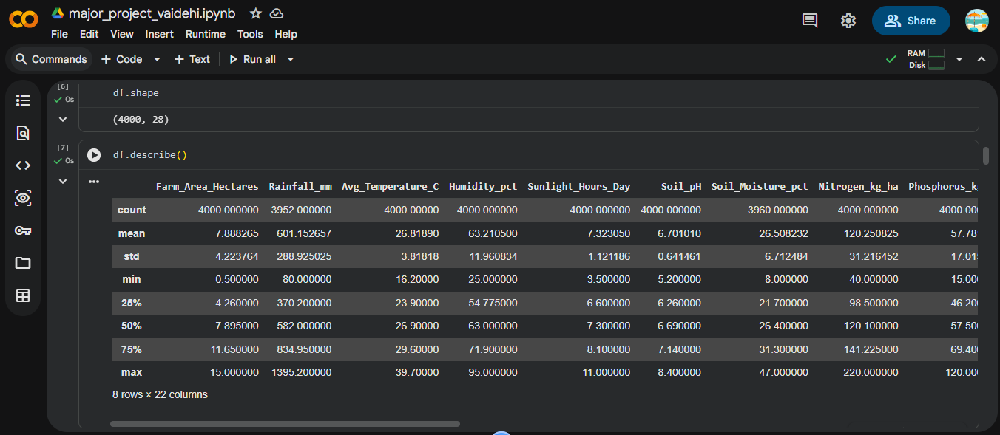 major_project_vaidehi.ipynb
File Edit View Insert Runtime Tools Help
Share
Commands + Code + Text Run all
RAM
Disk
[6]
0s
df.shape
(4000, 28)
[7]
0s
df.describe()
Farm_Area_Hectares Rainfall_mm Avg_Temperature_C Humidity_pct Sunlight_Hours_Day Soil_pH Soil_Moisture_pct Nitrogen_kg_ha Phosphorus_k
count 4000.000000 3952.000000 4000.00000 4000.000000 4000.000000 4000.000000 3960.000000 4000.000000 4000.00
mean 7.888265 601.152657 26.81890 63.210500 7.323050 6.701010 26.508232 120.250825 57.78
std 4.223764 288.925025 3.81818 11.960834 1.121186 0.641461 6.712484 31.216452 17.01
min 0.500000 80.000000 16.20000 25.000000 3.500000 5.200000 8.000000 40.000000 15.00
25% 4.260000 370.200000 23.90000 54.775000 6.600000 6.260000 21.700000 98.500000 46.20
50% 7.895000 582.000000 26.90000 63.000000 7.300000 6.690000 26.400000 120.100000 57.50
75% 11.650000 834.950000 29.60000 71.900000 8.100000 7.140000 31.300000 141.225000 69.40
max 15.000000 1395.200000 39.70000 95.000000 11.000000 8.400000 47.000000 220.000000 120.00
8 rows × 22 columns